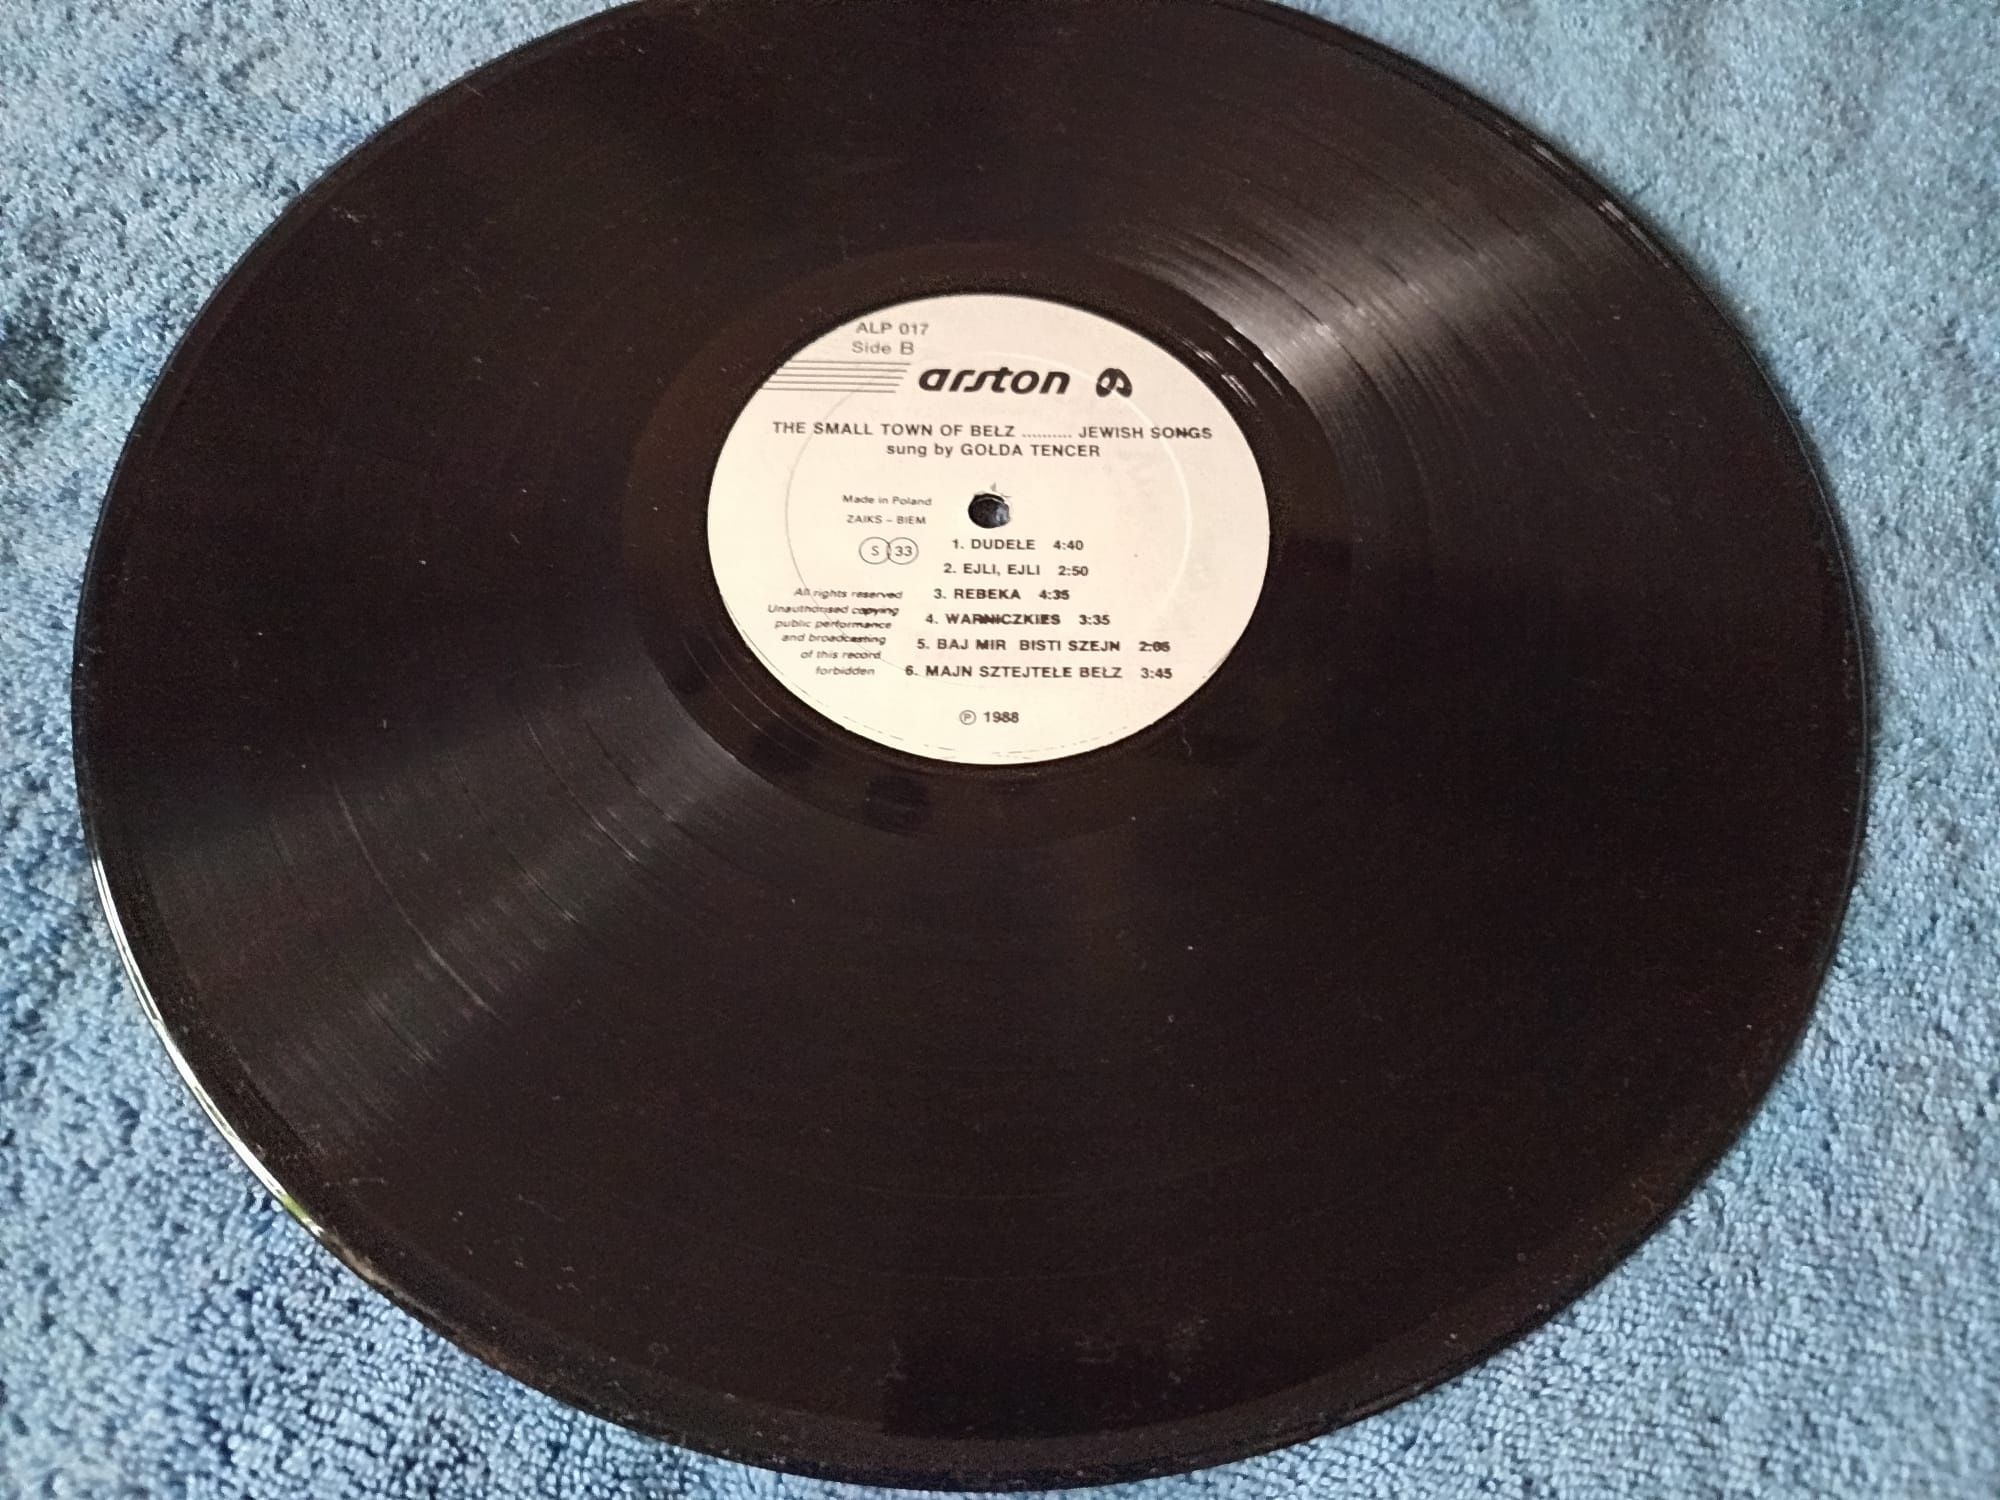 ALP 017
Side B
arston
THE SMALL TOWN OF BEŁZ .......... JEWISH SONGS
sung by GOŁDA TENCER
Made in Poland
ZAIKS – BIEM
S 33
1. DUDEŁE 4:40
2. EJLI, EJLI 2:50
3. REBEKA 4:35
4. WARNICZKIES 3:35
5. BAJ MIR BISTI SZEJN 2:05
6. MAJN SZTEJTEŁE BEŁZ 3:45
All rights reserved
Unauthorised copying
public performance
and broadcasting
of this record
forbidden
Ⓟ 1988